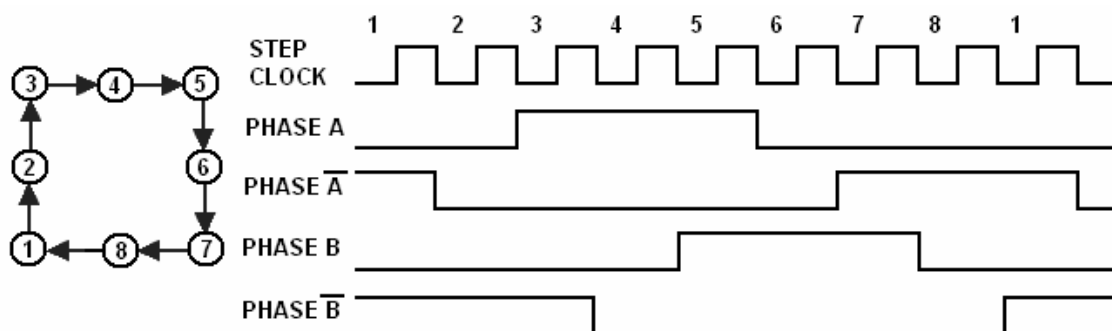 1 2 3 4 5 6 7 8 1
STEP
CLOCK
3 4 5
PHASE A
2 6
PHASE A̅
1 8 7
PHASE B
PHASE B̅